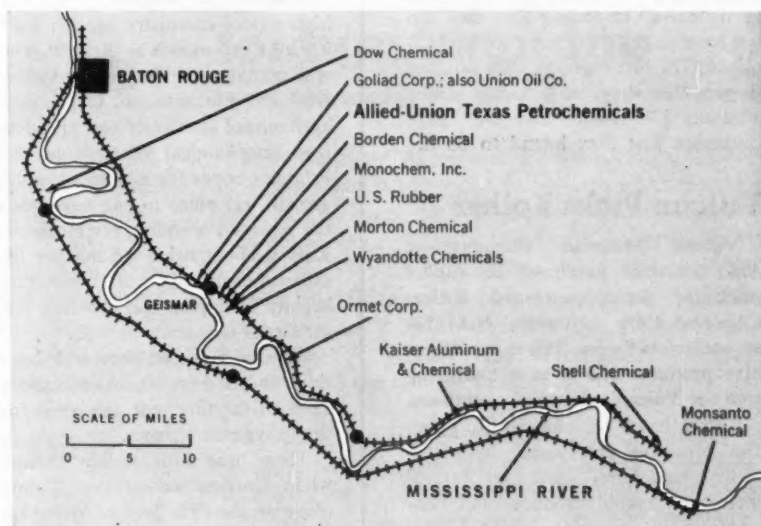 Dow Chemical
BATON ROUGE
Goliad Corp.; also Union Oil Co.
Allied-Union Texas Petrochemicals
Borden Chemical
Monochem, Inc.
U. S. Rubber
Morton Chemical
Wyandotte Chemicals
GEISMAR
Ormet Corp.
Kaiser Aluminum
& Chemical
Shell Chemical
Monsanto
Chemical
SCALE OF MILES
0 5 10
MISSISSIPPI RIVER